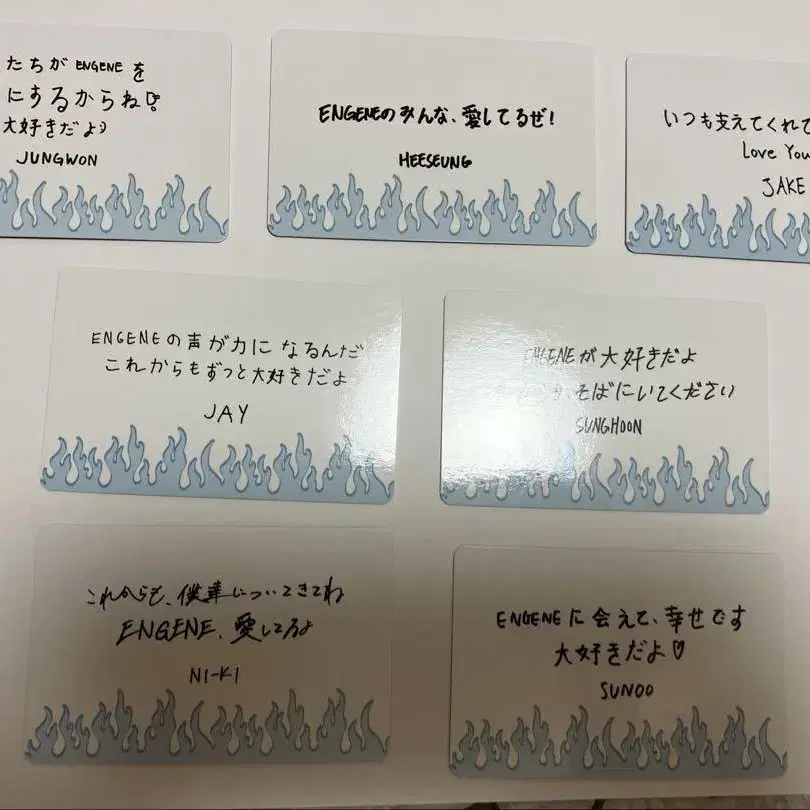 たちが ENGENE を
にするからね♡
大好きだよ
JUNGWON
ENGENEのみんな、愛してるぜ!
HEESEUNG
いつも支えてくれて
Love You
JAKE
ENGENEの声が力になるんだ
これからもずっと大好きだよ
JAY
ENGENEが大好きだよ
そばにいてください
SUNGHOON
これからも、僕達についてきてね
ENGENE、愛してるよ
NI-KI
ENGENEに会えて、幸せです
大好きだよ♡
SUNOO